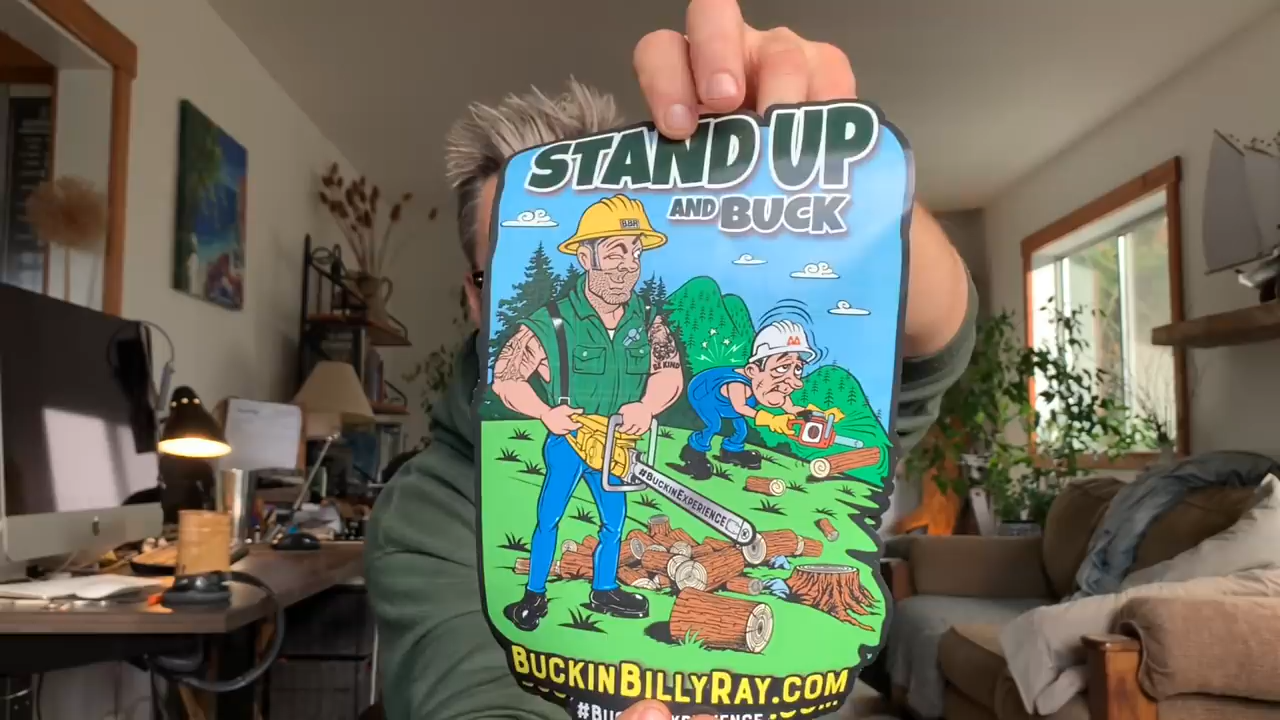 STAND UP
AND BUCK
BBR
BE KIND
#BUCKINEXPERIENCE
BUCKINBILLYRAY.COM